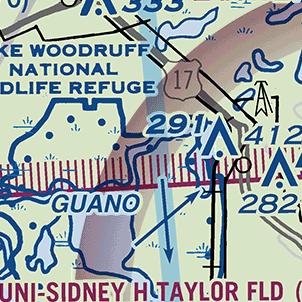 333
KE WOODRUFF
NATIONAL
DLIFE REFUGE
17
291
412
GUANO
282
UNI-SIDNEY H TAYLOR FLD (